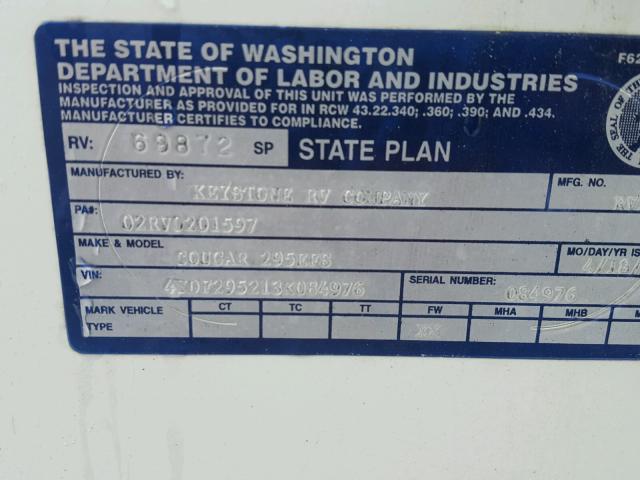 THE STATE OF WASHINGTON
DEPARTMENT OF LABOR AND INDUSTRIES
INSPECTION AND APPROVAL OF THIS UNIT WAS PERFORMED BY THE
MANUFACTURER AS PROVIDED FOR IN RCW 43.22.340; .360; .390; AND .434.
MANUFACTURER CERTIFIES TO COMPLIANCE.
RV: 69872 SP STATE PLAN
MANUFACTURED BY: KEYSTONE RV COMPANY MFG. NO.
PA#: 02RV0201597
MAKE & MODEL COUGAR 295EFS MO/DAY/YR IS
VIN: SERIAL NUMBER: 084976
MARK VEHICLE TYPE CT TC TT FW MHA MHB
XX